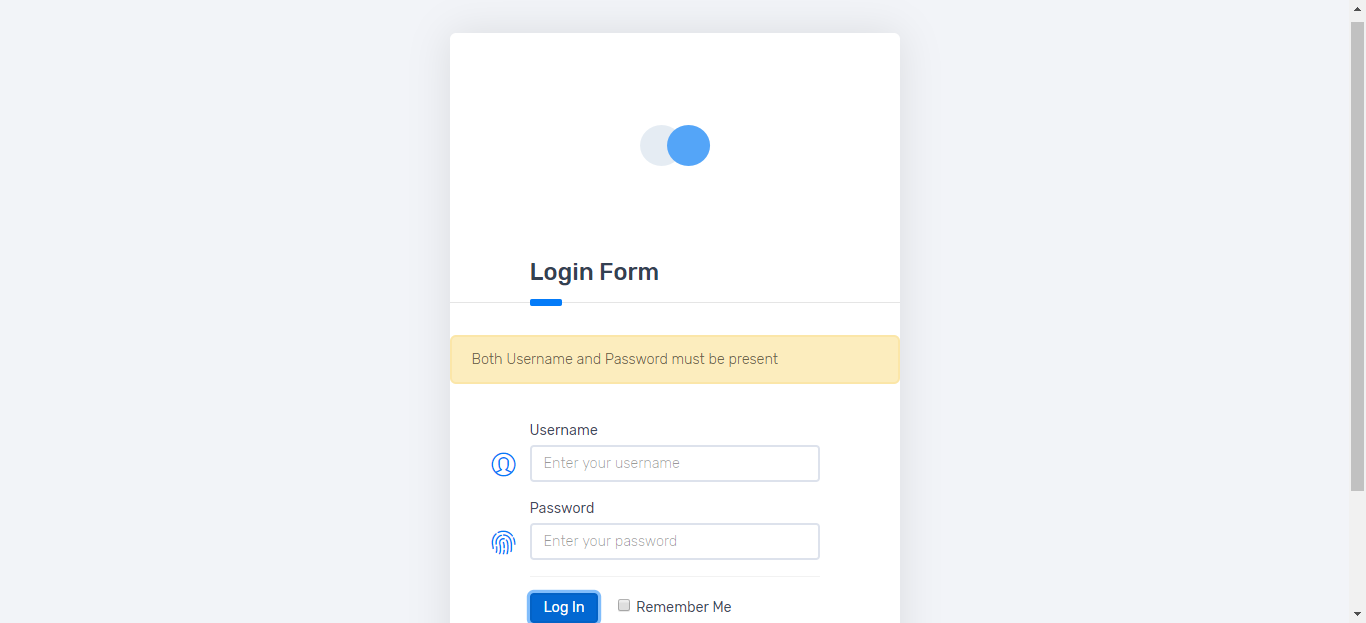 Login Form
Both Username and Password must be present
Username
Enter your username
Password
Enter your password
Log In Remember Me